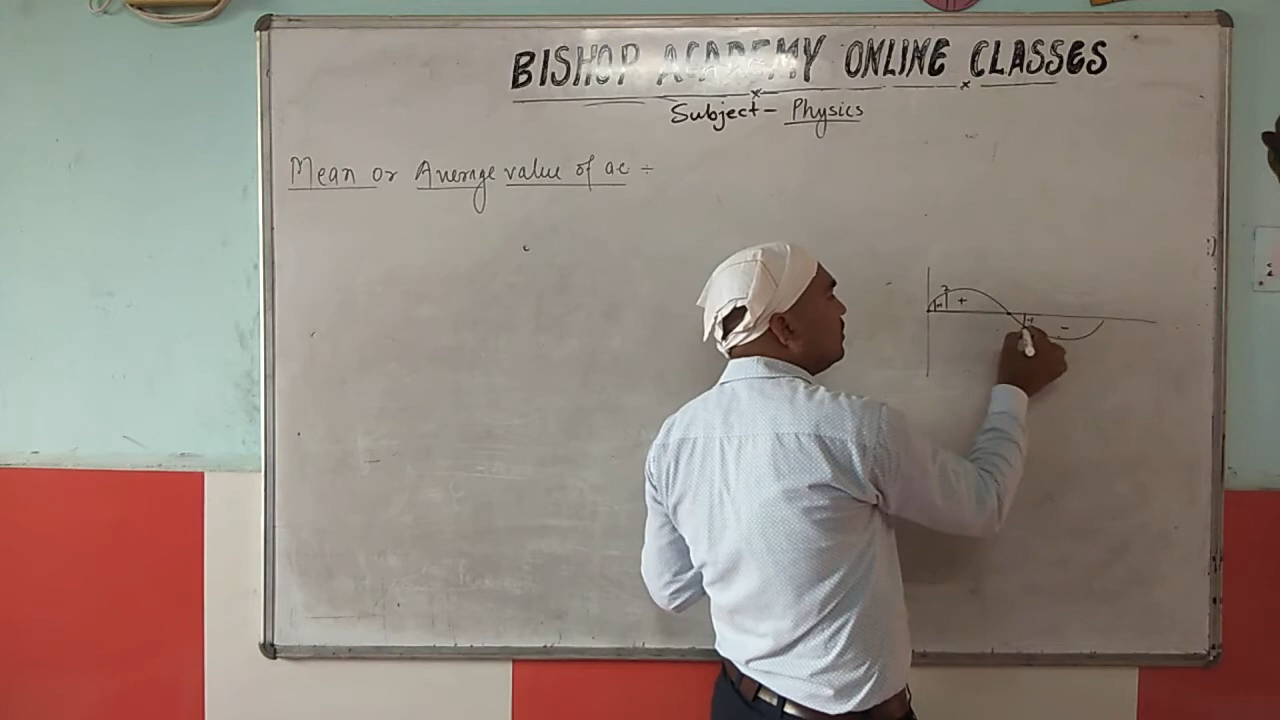 BISHOP ACADEMY ONLINE CLASSES
Subject - Physics
Mean or Average value of ac ÷
+
-